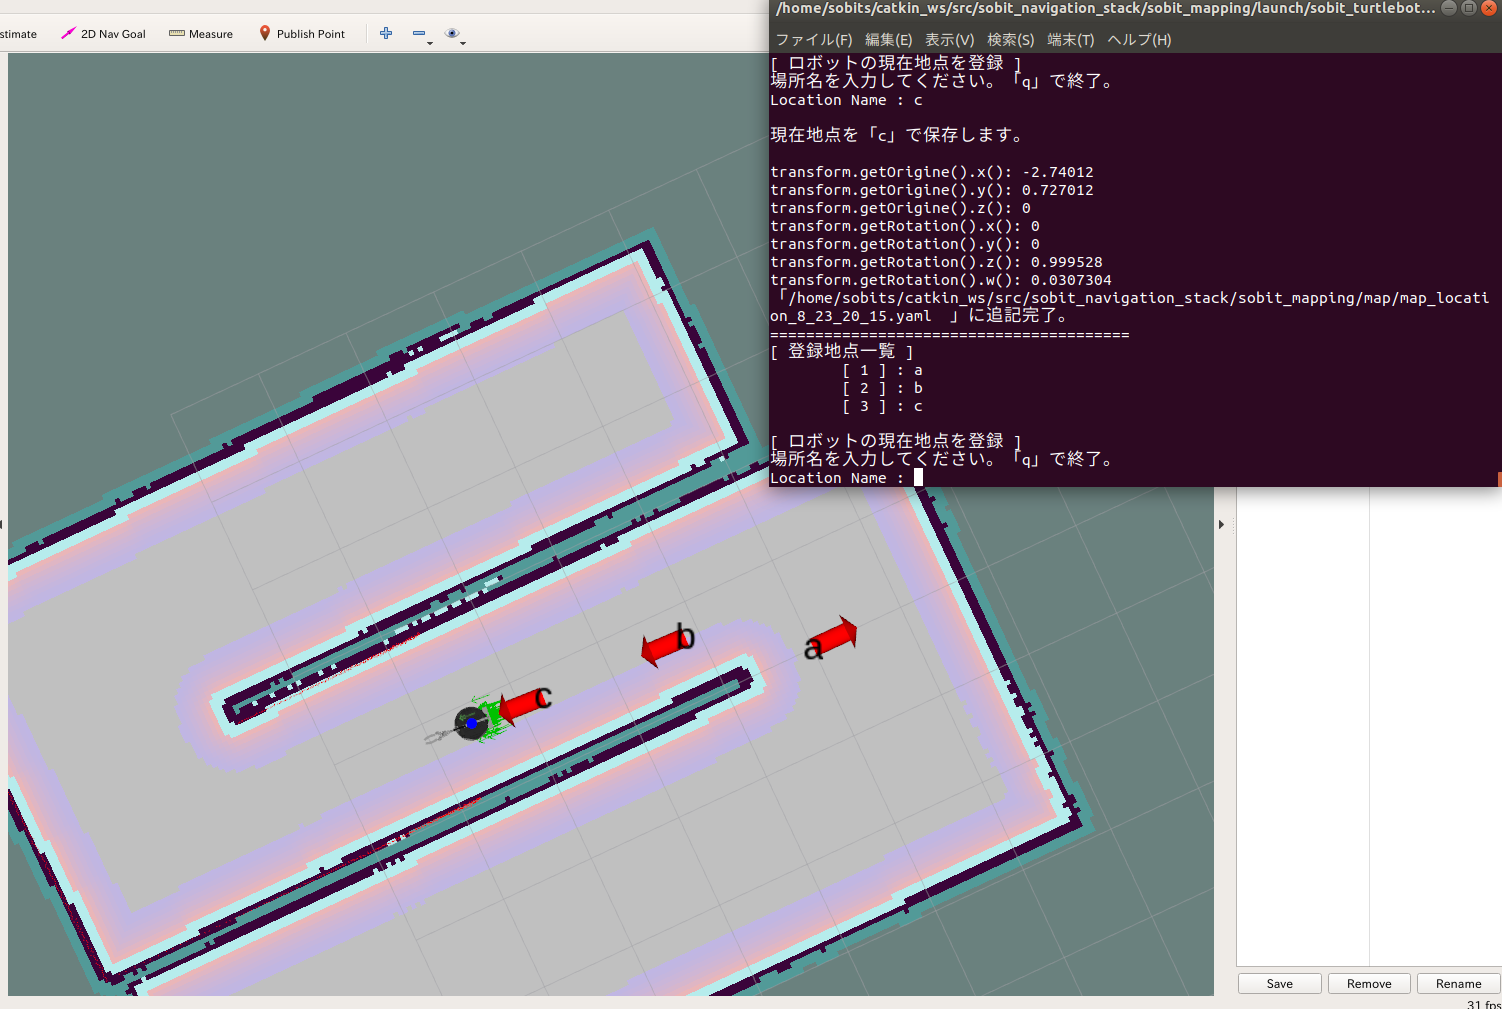 /home/sobits/catkin_ws/src/sobit_navigation_stack/sobit_mapping/launch/sobit_turtlebot...
stimate 2D Nav Goal Measure Publish Point
ファイル(F) 編集(E) 表示(V) 検索(S) 端末(T) ヘルプ(H)
[ ロボットの現在地点を登録 ]
場所名を入力してください。「q」で終了。
Location Name : c
現在地点を「c」で保存します。
transform.getOrigine().x(): -2.74012
transform.getOrigine().y(): 0.727012
transform.getOrigine().z(): 0
transform.getRotation().x(): 0
transform.getRotation().y(): 0
transform.getRotation().z(): 0.999528
transform.getRotation().w(): 0.0307304
「/home/sobits/catkin_ws/src/sobit_navigation_stack/sobit_mapping/map/map_locati
on_8_23_20_15.yaml 」に追記完了。
========================================
[ 登録地点一覧 ]
[ 1 ] : a
[ 2 ] : b
[ 3 ] : c
[ ロボットの現在地点を登録 ]
場所名を入力してください。「q」で終了。
Location Name :
b
a
c
Save Remove Rename
31 fps